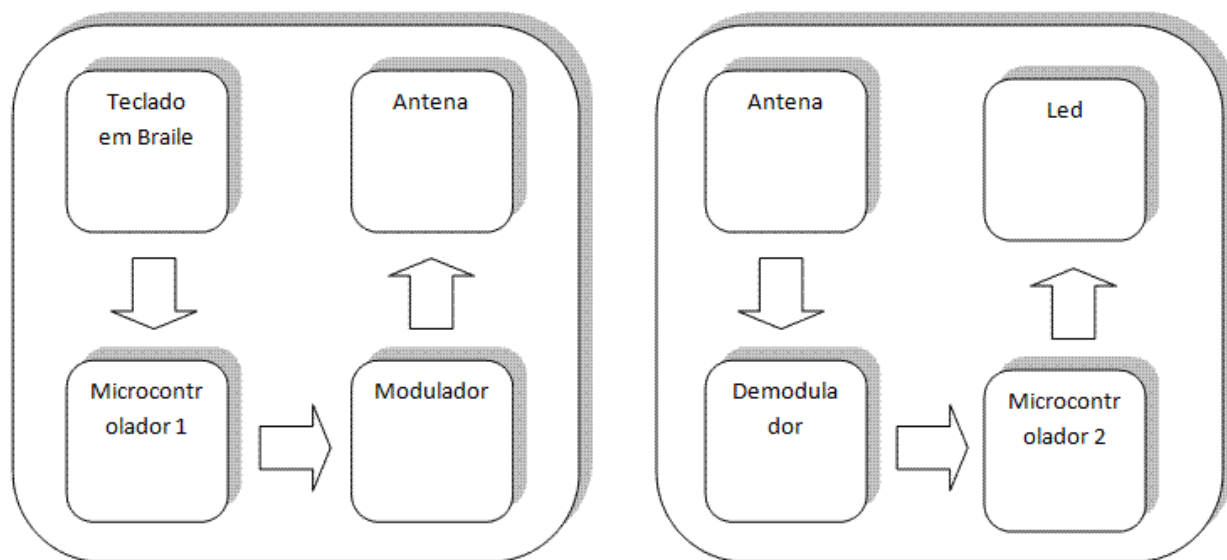 Teclado
em Braile
Antena
Microcontr
olador 1
Modulador
Antena
Led
Demodula
dor
Microcontr
olador 2